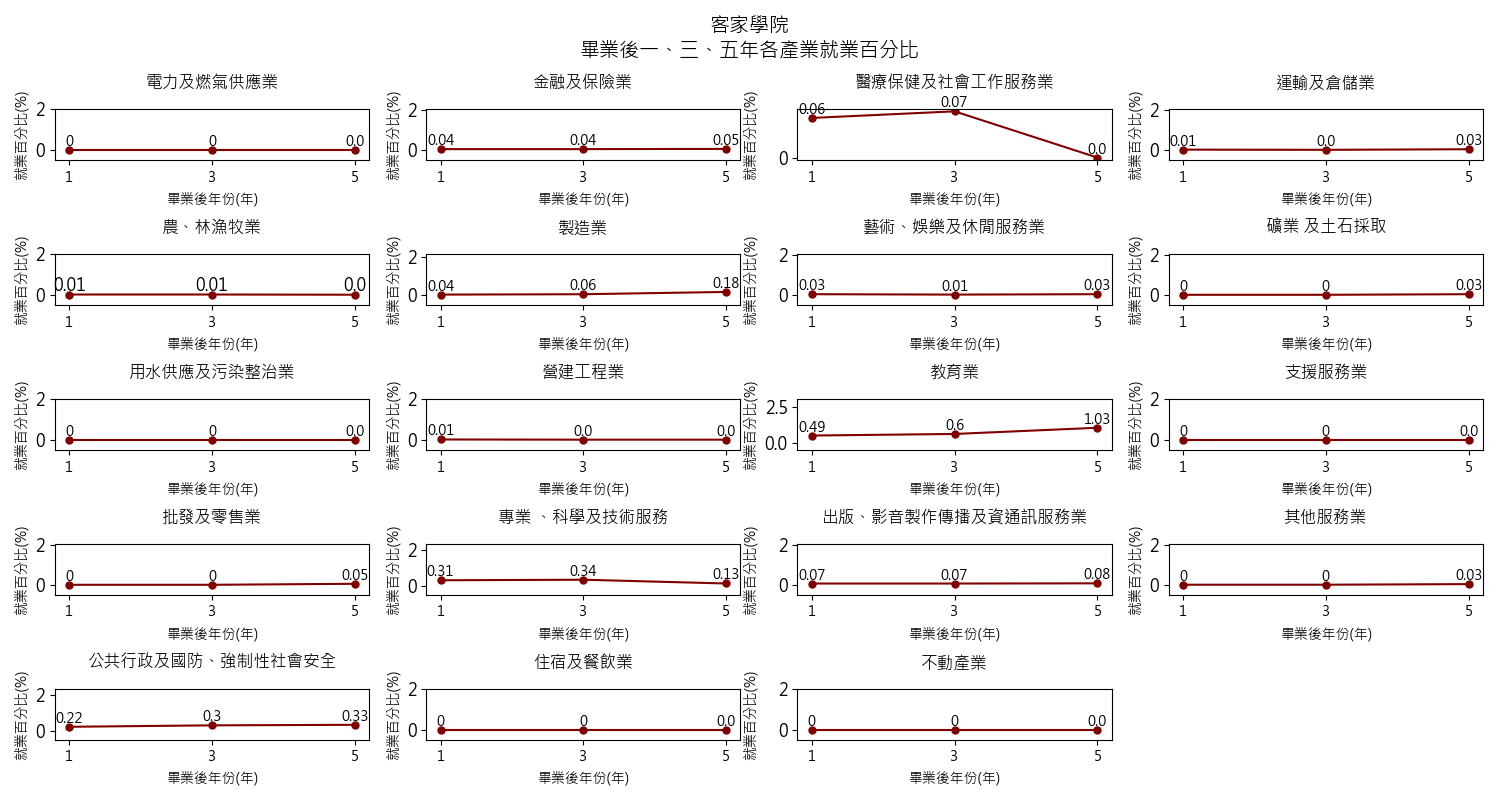 客家學院
畢業後一、三、五年各產業就業百分比
電力及燃氣供應業
就業百分比(%)
2
0
0
0
0.0
1
3
5
畢業後年份(年)
金融及保險業
就業百分比(%)
2
0
0.04
0.04
0.05
1
3
5
畢業後年份(年)
醫療保健及社會工作服務業
就業百分比(%)
0
0.06
0.07
0.0
1
3
5
畢業後年份(年)
運輸及倉儲業
就業百分比(%)
2
0
0.01
0.0
0.03
1
3
5
畢業後年份(年)
農、林漁牧業
就業百分比(%)
2
0
0.01
0.01
0.0
1
3
5
畢業後年份(年)
製造業
就業百分比(%)
2
0
0.04
0.06
0.18
1
3
5
畢業後年份(年)
藝術、娛樂及休閒服務業
就業百分比(%)
2
0
0.03
0.01
0.03
1
3
5
畢業後年份(年)
礦業 及土石採取
就業百分比(%)
2
0
0
0
0.03
1
3
5
畢業後年份(年)
用水供應及污染整治業
就業百分比(%)
2
0
0
0
0.0
1
3
5
畢業後年份(年)
營建工程業
就業百分比(%)
2
0
0.01
0.0
0.0
1
3
5
畢業後年份(年)
教育業
就業百分比(%)
2.5
0.0
0.49
0.6
1.03
1
3
5
畢業後年份(年)
支援服務業
就業百分比(%)
2
0
0
0
0.0
1
3
5
畢業後年份(年)
批發及零售業
就業百分比(%)
2
0
0
0
0.05
1
3
5
畢業後年份(年)
專業 、科學及技術服務
就業百分比(%)
2
0
0.31
0.34
0.13
1
3
5
畢業後年份(年)
出版、影音製作傳播及資通訊服務業
就業百分比(%)
2
0
0.07
0.07
0.08
1
3
5
畢業後年份(年)
其他服務業
就業百分比(%)
2
0
0
0
0.03
1
3
5
畢業後年份(年)
公共行政及國防、強制性社會安全
就業百分比(%)
2
0
0.22
0.3
0.33
1
3
5
畢業後年份(年)
住宿及餐飲業
就業百分比(%)
2
0
0
0
0.0
1
3
5
畢業後年份(年)
不動產業
就業百分比(%)
2
0
0
0
0.0
1
3
5
畢業後年份(年)